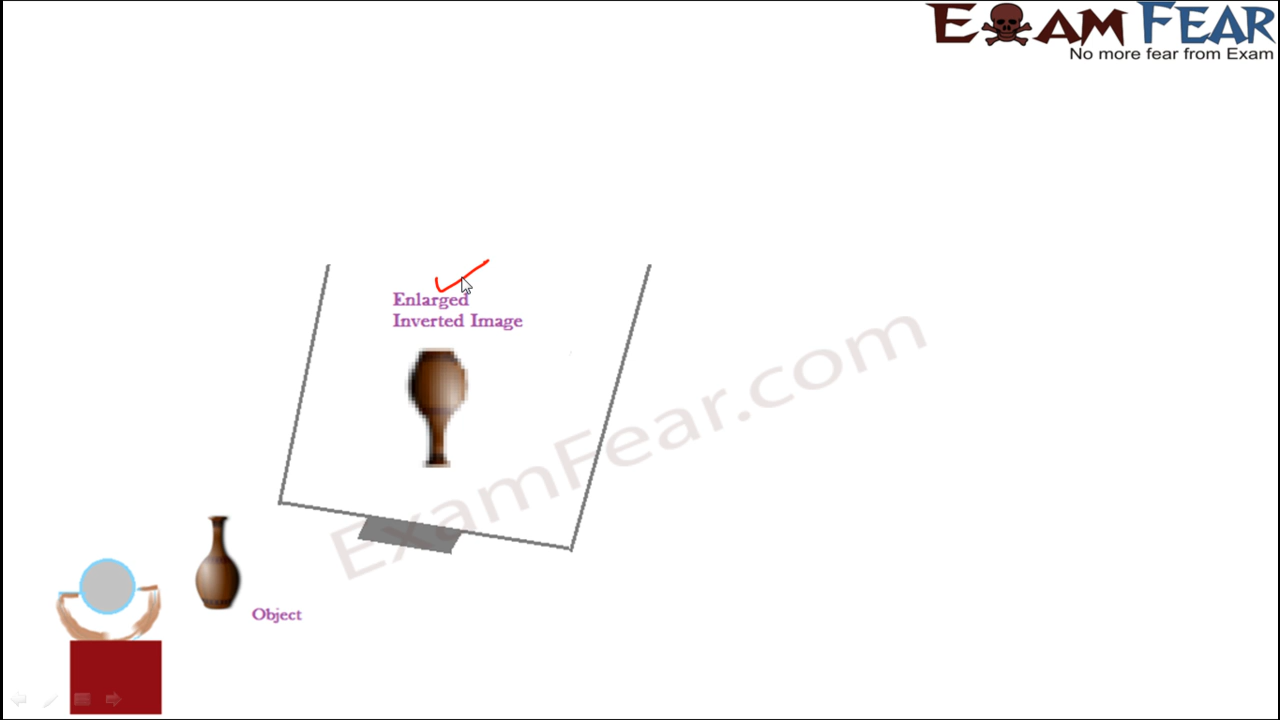 EXAM FEAR
No more fear from Exam
Enlarged
Inverted Image
ExamFear.com
Object